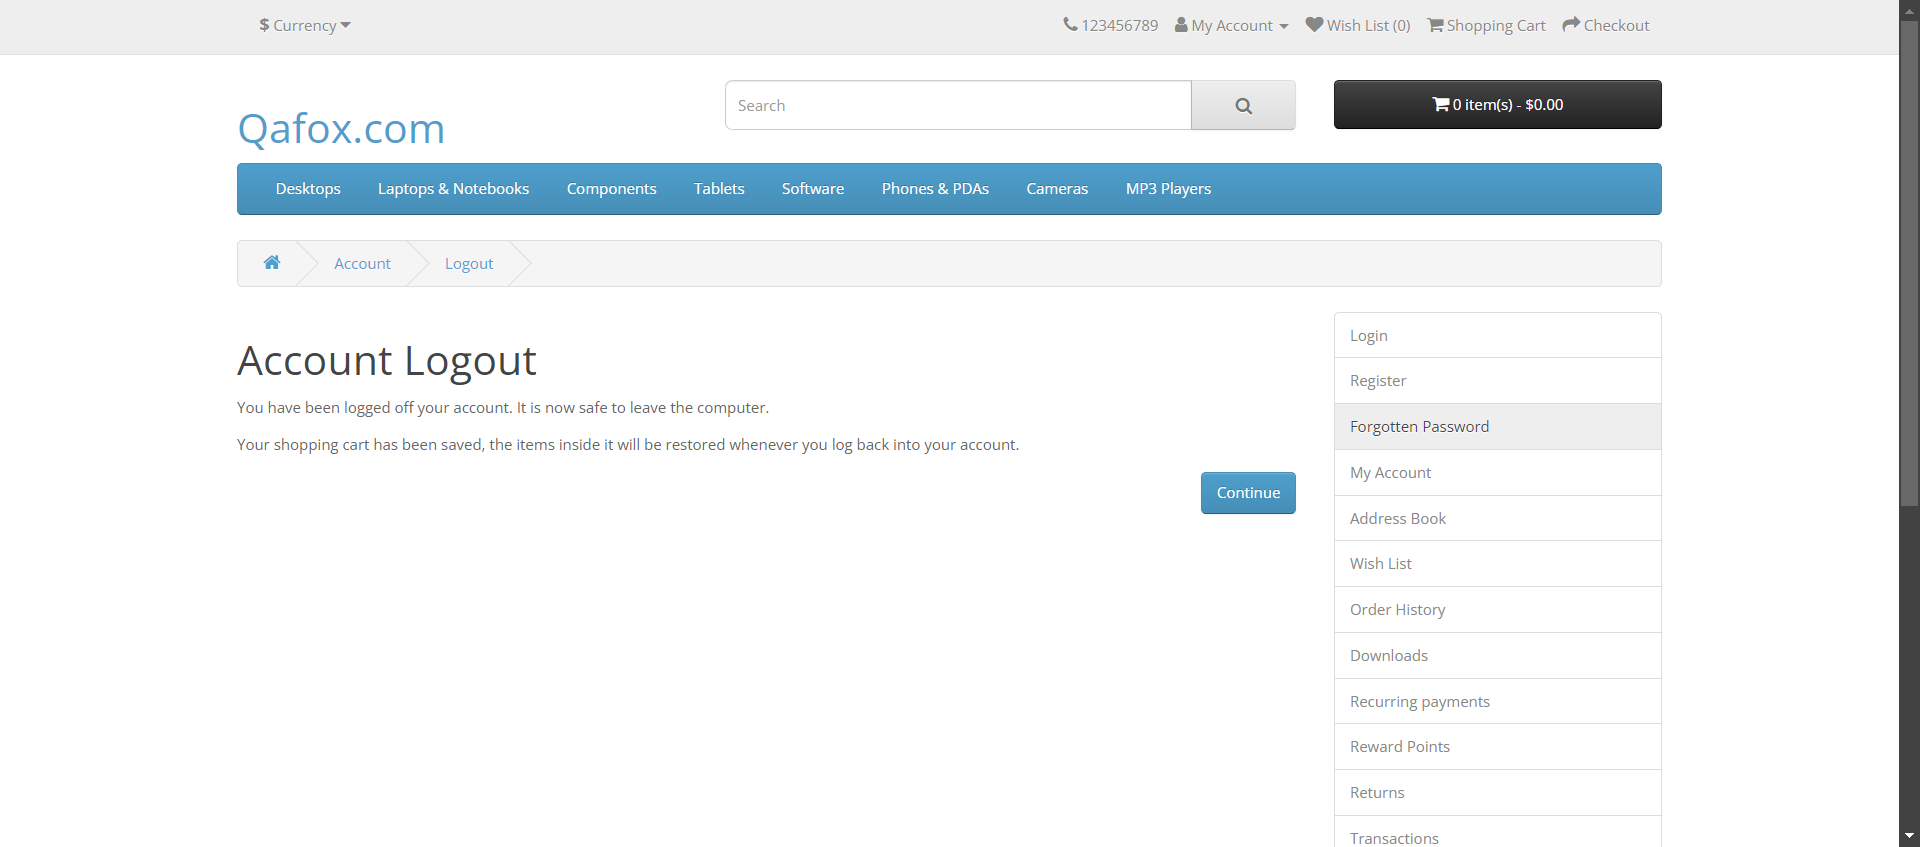 $ Currency
123456789 My Account Wish List (0) Shopping Cart Checkout
Qafox.com
Search
0 item(s) - $0.00
Desktops Laptops & Notebooks Components Tablets Software Phones & PDAs Cameras MP3 Players
Account Logout
Account Logout
You have been logged off your account. It is now safe to leave the computer.
Your shopping cart has been saved, the items inside it will be restored whenever you log back into your account.
Continue
Login
Register
Forgotten Password
My Account
Address Book
Wish List
Order History
Downloads
Recurring payments
Reward Points
Returns
Transactions